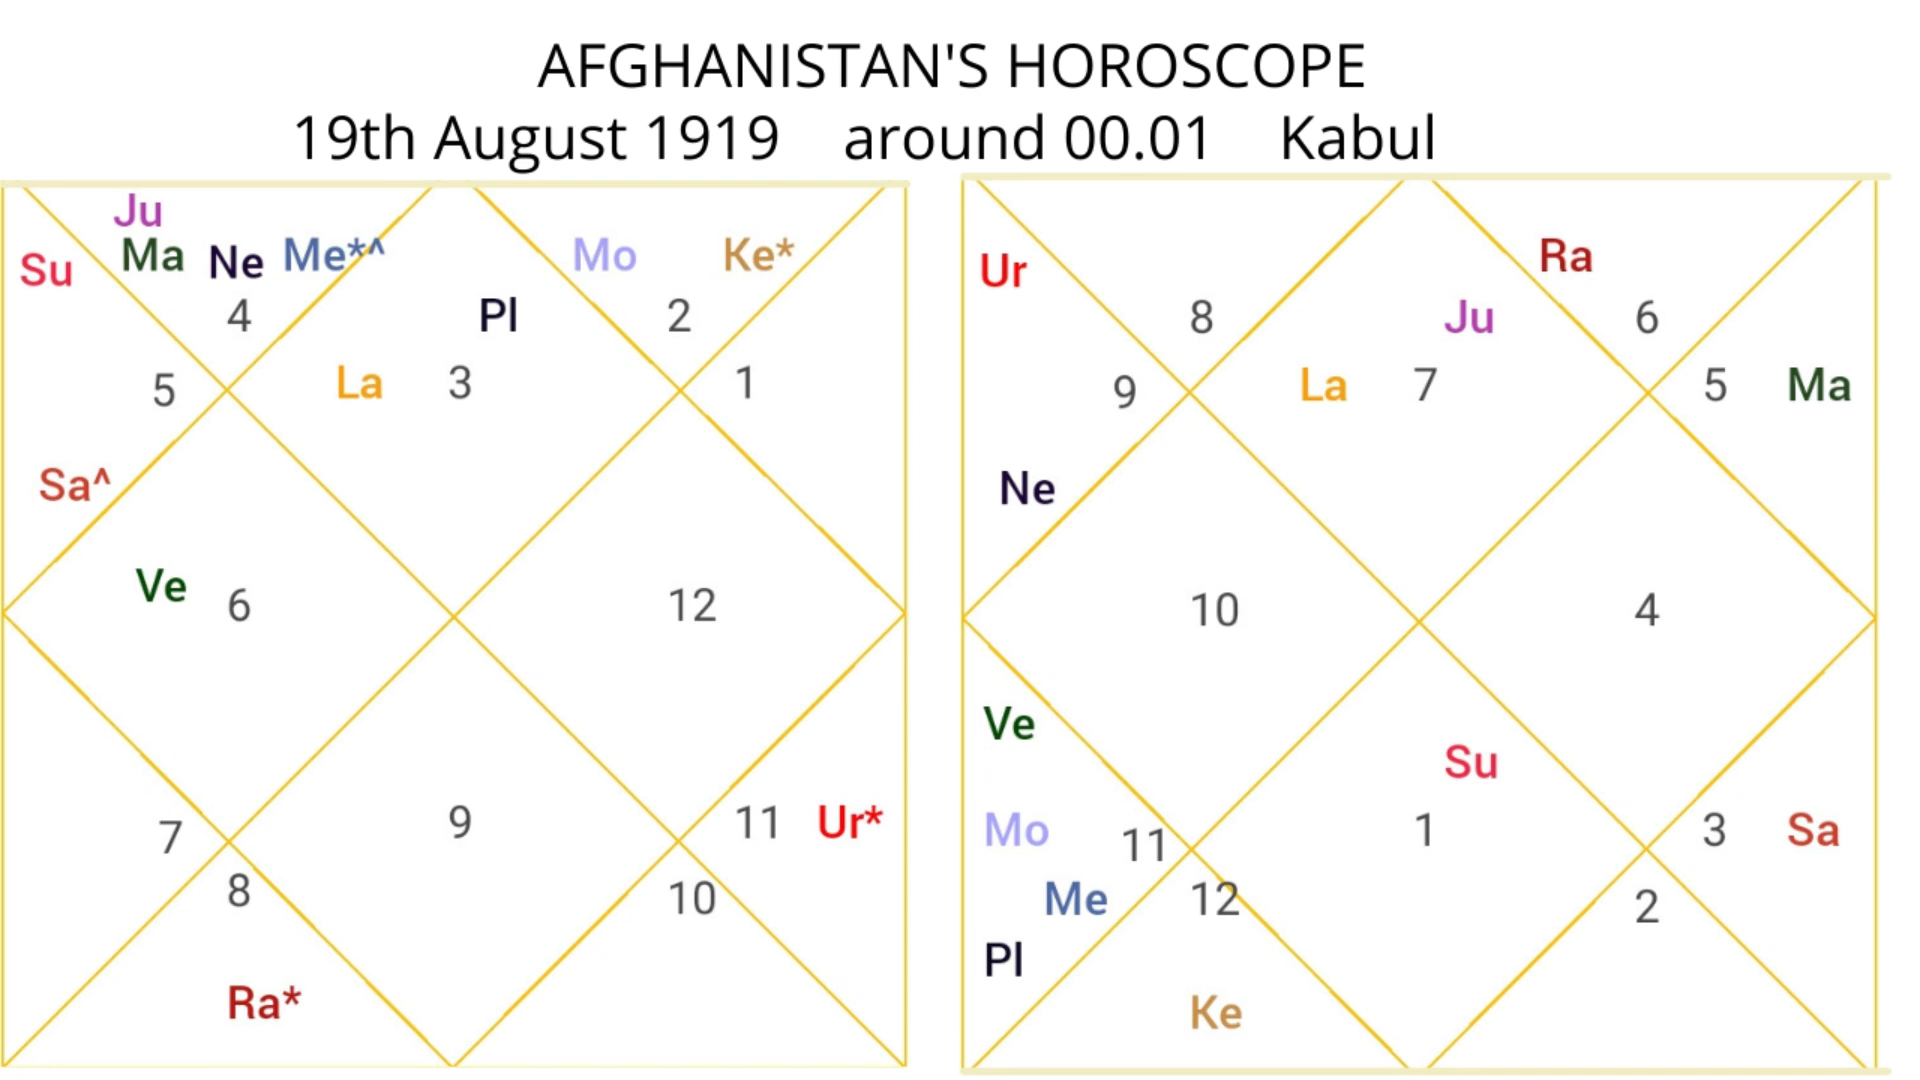 AFGHANISTAN'S HOROSCOPE
19th August 1919 around 00.01 Kabul
Ju
Su Ma Ne Me*^ Mo Ke*
4 Pl 2
5 La 3 1
Sa^
Ve 6 12
7 9 11 Ur*
8 10
Ra*
Ur Ra
8 Ju 6
9 La 7 5 Ma
Ne
10 4
Ve
Su
Mo 11 1 3 Sa
Me 12 2
Pl
Ke